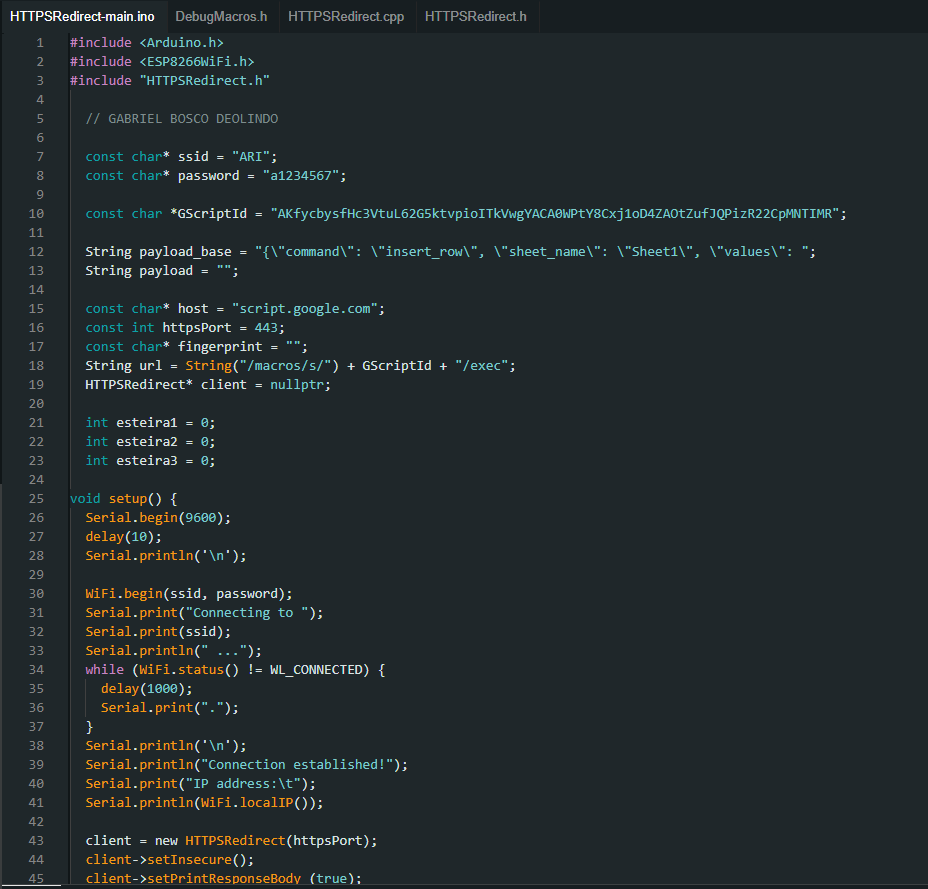 HTTPSRedirect-main.ino DebugMacros.h HTTPSRedirect.cpp HTTPSRedirect.h
1 #include <Arduino.h>
2 #include <ESP8266WiFi.h>
3 #include "HTTPSRedirect.h"
4
5 // GABRIEL BOSCO DEOLINDO
6
7 const char* ssid = "ARI";
8 const char* password = "a1234567";
9
10 const char *GScriptId = "AKfycbysfHc3VtuL62G5ktvpioITkVwgYACA0WPtY8Cxj1oD4ZAOtZufJQPizR22CpMNTIMR";
11
12 String payload_base = "{\"command\": \"insert_row\", \"sheet_name\": \"Sheet1\", \"values\": ";
13 String payload = "";
14
15 const char* host = "script.google.com";
16 const int httpsPort = 443;
17 const char* fingerprint = "";
18 String url = String("/macros/s/") + GScriptId + "/exec";
19 HTTPSRedirect* client = nullptr;
20
21 int esteira1 = 0;
22 int esteira2 = 0;
23 int esteira3 = 0;
24
25 void setup() {
26 Serial.begin(9600);
27 delay(10);
28 Serial.println('\n');
29
30 WiFi.begin(ssid, password);
31 Serial.print("Connecting to ");
32 Serial.print(ssid);
33 Serial.println(" ...");
34 while (WiFi.status() != WL_CONNECTED) {
35 delay(1000);
36 Serial.print(".");
37 }
38 Serial.println('\n');
39 Serial.println("Connection established!");
40 Serial.print("IP address:\t");
41 Serial.println(WiFi.localIP());
42
43 client = new HTTPSRedirect(httpsPort);
44 client->setInsecure();
45 client->setPrintResponseBody (true);